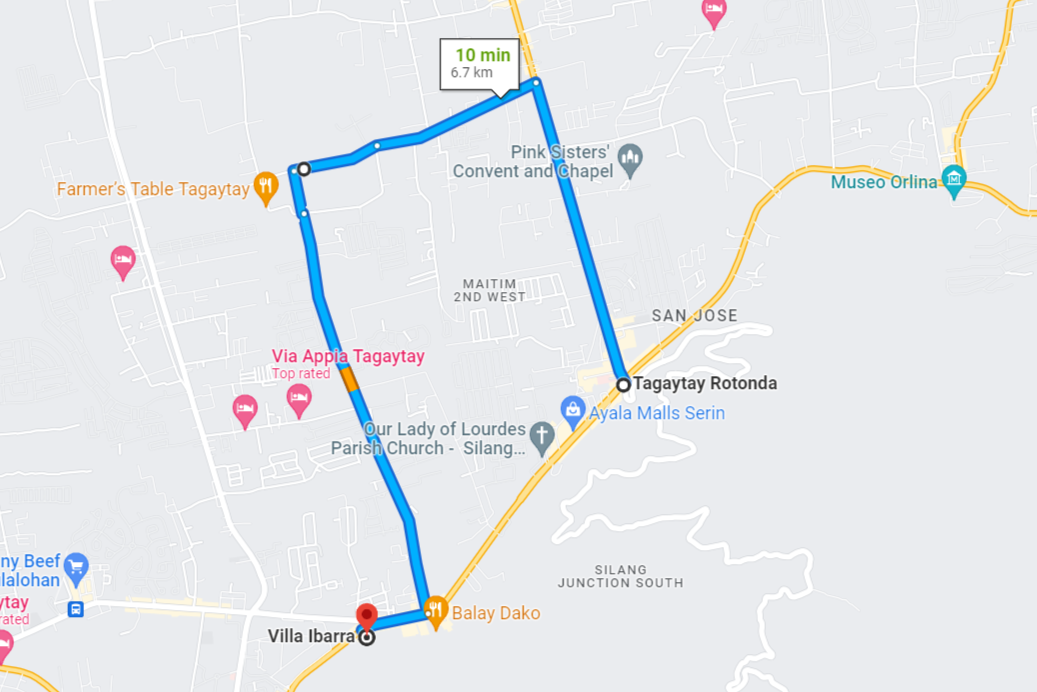 10 min
6.7 km
Pink Sisters'
Convent and Chapel
Farmer's Table Tagaytay
Museo Orlina
MAITIM
2ND WEST
SAN JOSE
Via Appia Tagaytay
Top rated
Tagaytay Rotonda
Ayala Malls Serin
Our Lady of Lourdes
Parish Church - Silang...
ny Beef
lalohan
SILANG
JUNCTION SOUTH
ytay
rated
Balay Dako
Villa Ibarra